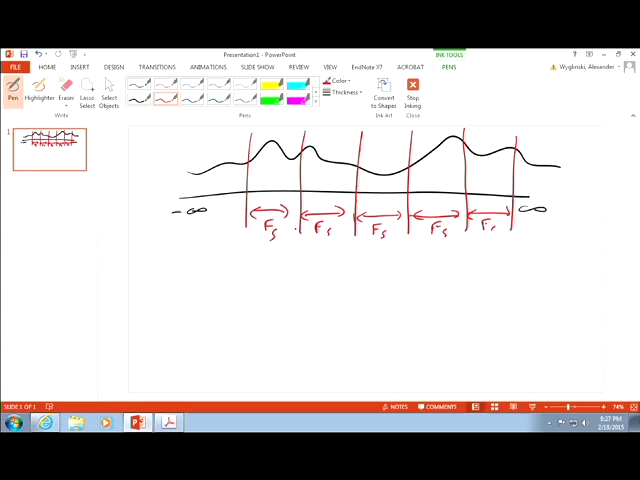 Presentation1 - PowerPoint
INK TOOLS
FILE HOME INSERT DESIGN TRANSITIONS ANIMATIONS SLIDE SHOW REVIEW VIEW EndNote X7 ACROBAT PENS
Wyglinski, Alexander
Pen Highlighter Eraser Lasso Select Select Objects
Color
Thickness
Convert to Shapes
Stop Inking
Write Pens Ink Art Close
1
-∞ ∞
Fs Fs Fs Fs Fs
SLIDE 1 OF 1 NOTES COMMENTS 74%
8:27 PM
2/18/2015